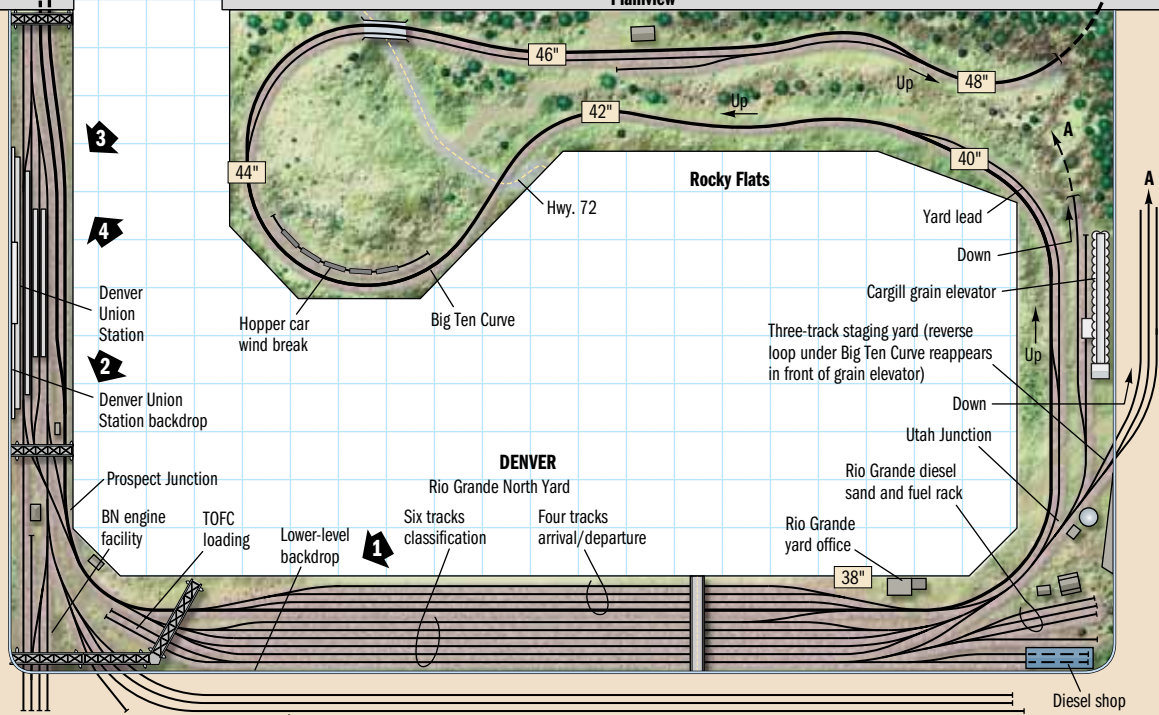 Plainview
46"
Up
48"
42"
Up
A
3
40"
A
44"
Rocky Flats
Hwy. 72
Yard lead
4
Down
Denver
Union
Station
Hopper car
wind break
Big Ten Curve
Cargill grain elevator
Three-track staging yard (reverse
loop under Big Ten Curve reappears
in front of grain elevator)
Up
2
Denver Union
Station backdrop
Down
Utah Junction
DENVER
Rio Grande North Yard
Prospect Junction
Rio Grande diesel
sand and fuel rack
BN engine
facility
TOFC
loading
Lower-level
backdrop
1
Six tracks
classification
Four tracks
arrival/departure
Rio Grande
yard office
38"
Diesel shop